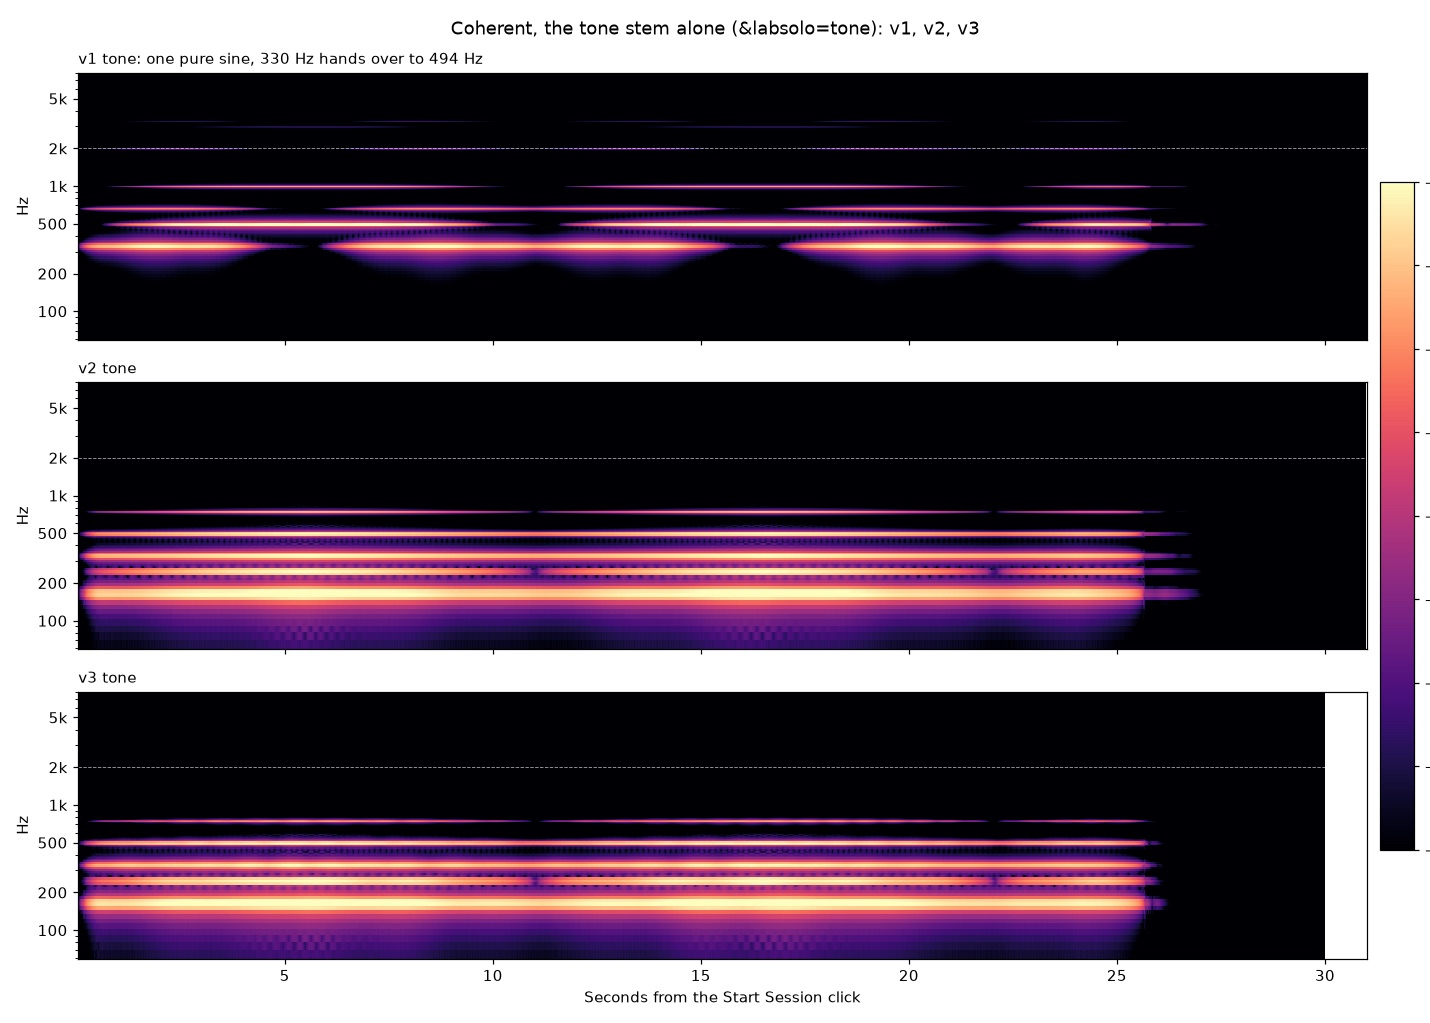 Coherent, the tone stem alone (&labsolo=tone): v1, v2, v3
v1 tone: one pure sine, 330 Hz hands over to 494 Hz
5k
2k
1k
500
200
100
Hz
v2 tone
5k
2k
1k
500
200
100
Hz
v3 tone
5k
2k
1k
500
200
100
Hz
5 10 15 20 25 30
Seconds from the Start Session click